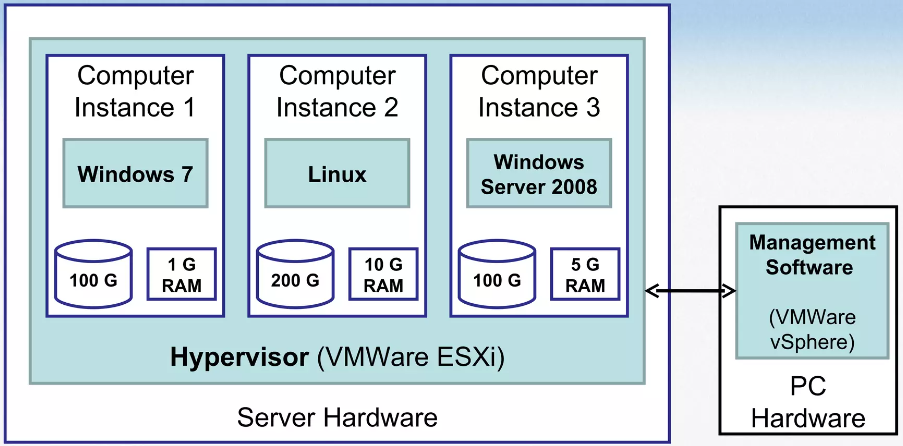 Computer
Instance 1
Windows 7
100 G
1 G
RAM
Computer
Instance 2
Linux
200 G
10 G
RAM
Computer
Instance 3
Windows
Server 2008
100 G
5 G
RAM
Hypervisor (VMWare ESXi)
Server Hardware
Management
Software
(VMWare
vSphere)
PC
Hardware